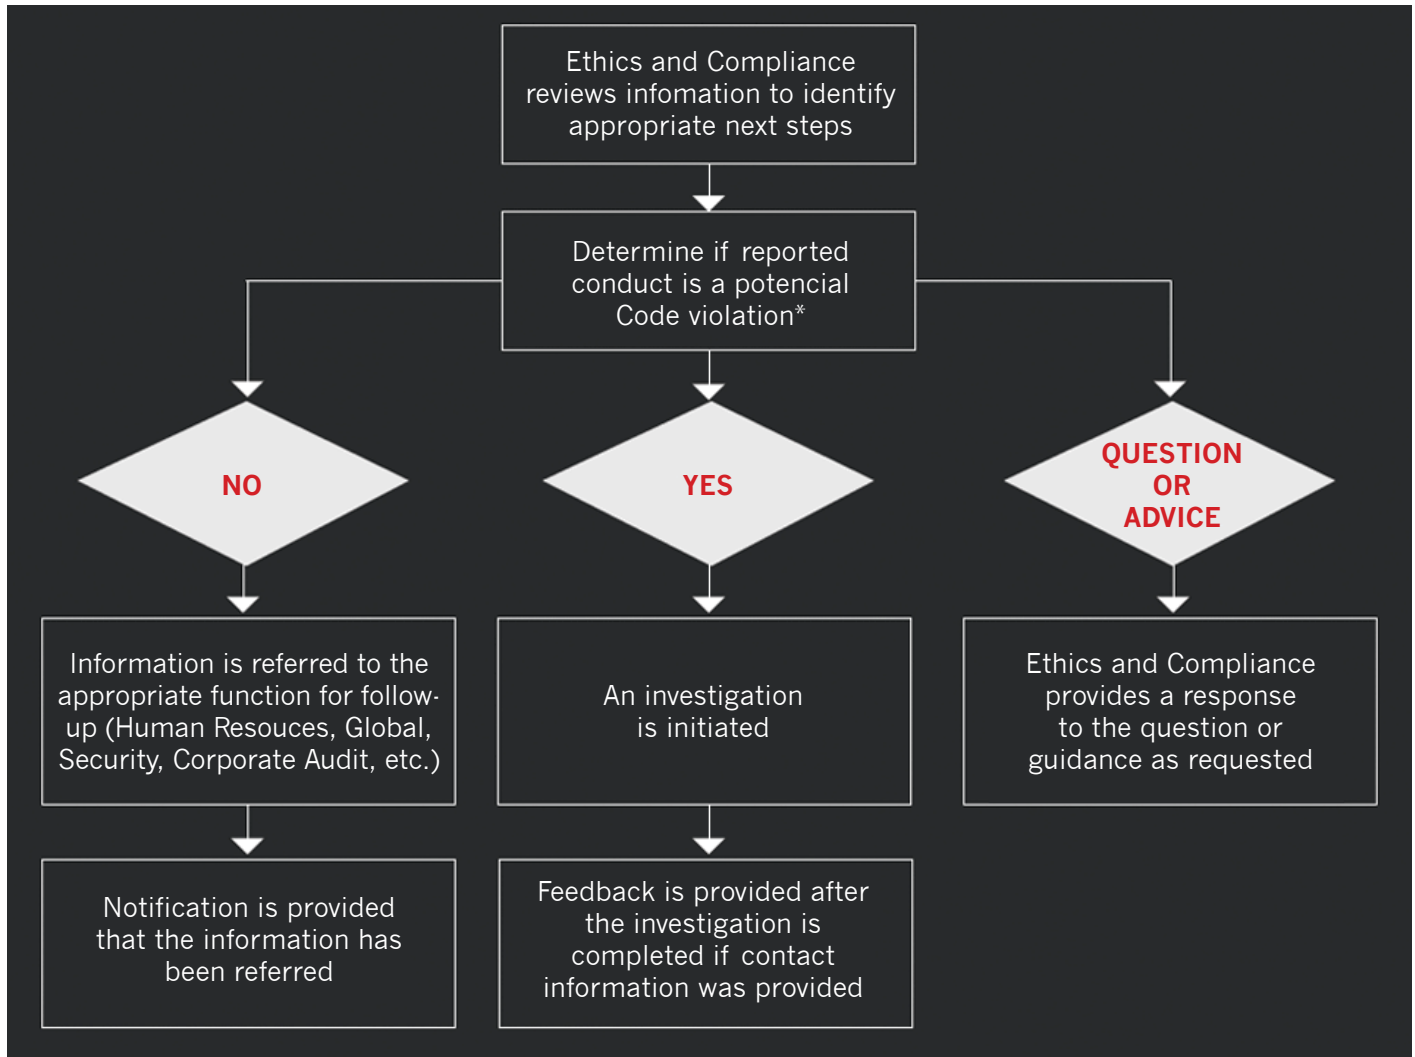 Ethics and Compliance
reviews infomation to identify
appropriate next steps
Determine if reported
conduct is a potencial
Code violation*
NO
YES
QUESTION
OR
ADVICE
Information is referred to the
appropriate function for follow-
up (Human Resouces, Global,
Security, Corporate Audit, etc.)
An investigation
is initiated
Ethics and Compliance
provides a response
to the question or
guidance as requested
Notification is provided
that the information has
been referred
Feedback is provided after
the investigation is
completed if contact
information was provided